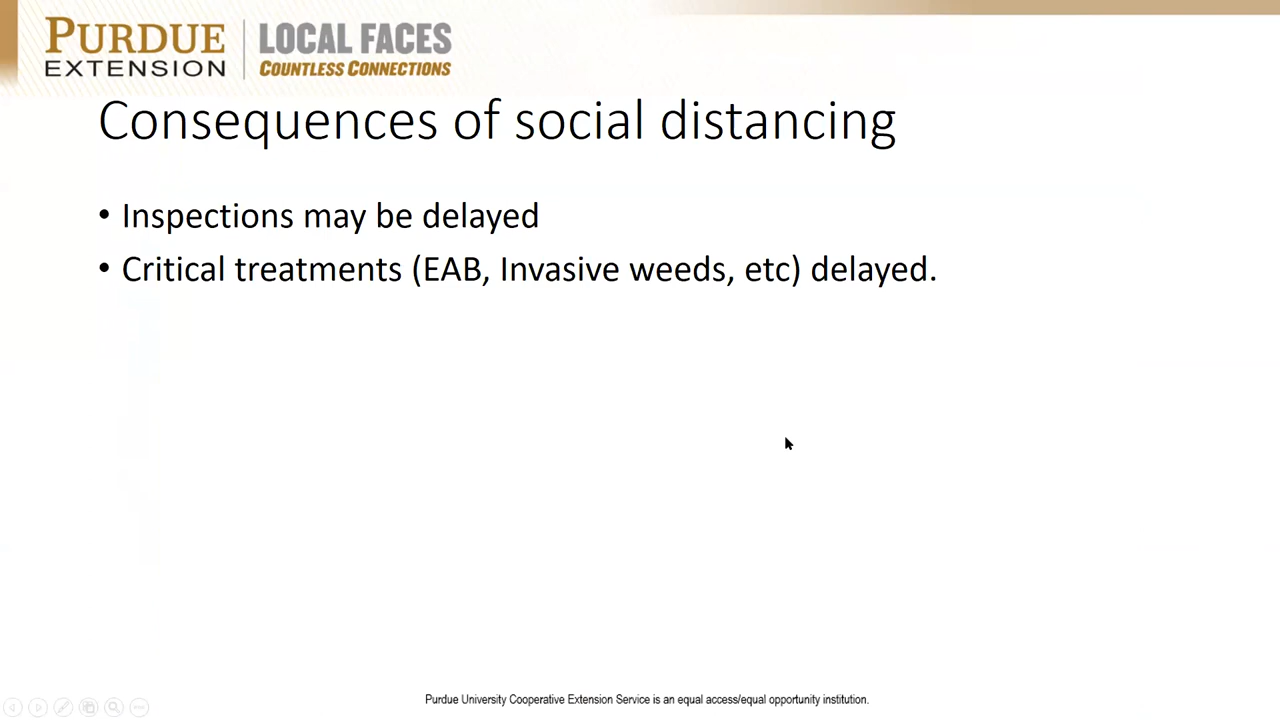 PURDUE
EXTENSION
LOCAL FACES
COUNTLESS CONNECTIONS
Consequences of social distancing
• Inspections may be delayed
• Critical treatments (EAB, Invasive weeds, etc) delayed.
Purdue University Cooperative Extension Service is an equal access/equal opportunity institution.